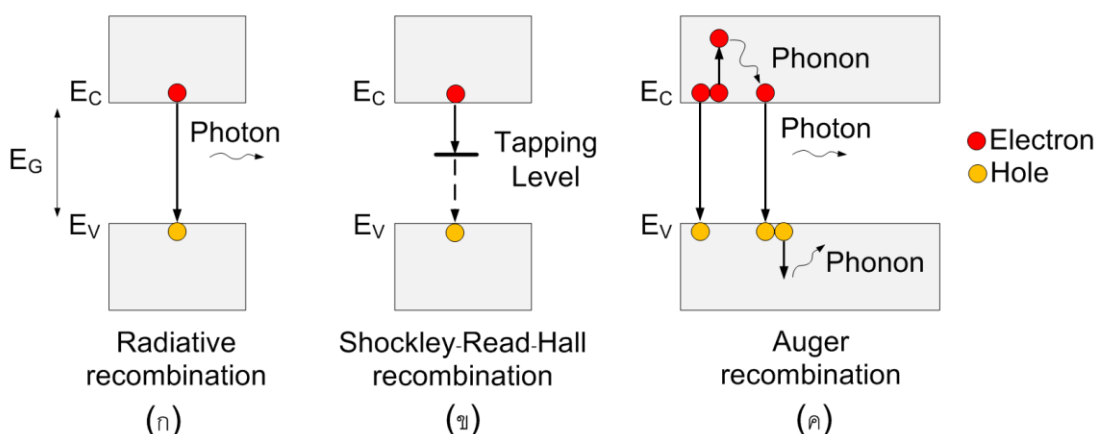 E_C
Photon
E_G
E_V
Radiative
recombination
(ก)
E_C
Tapping
Level
E_V
Shockley-Read-Hall
recombination
(ข)
Phonon
E_C
Photon
E_V
Phonon
Auger
recombination
(ค)
Electron
Hole